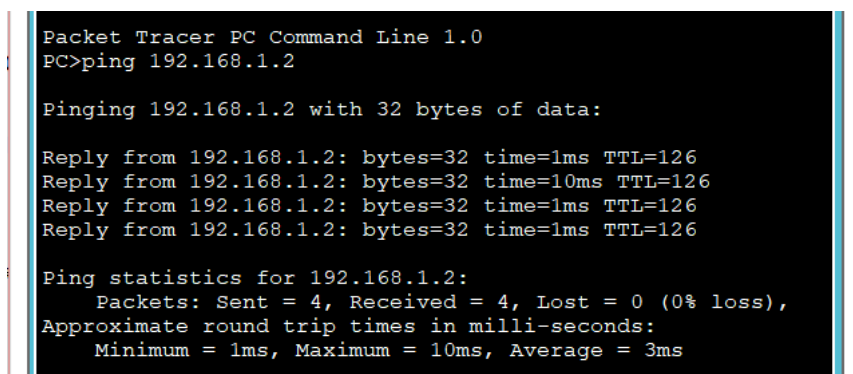 Packet Tracer PC Command Line 1.0
PC>ping 192.168.1.2
Pinging 192.168.1.2 with 32 bytes of data:
Reply from 192.168.1.2: bytes=32 time=1ms TTL=126
Reply from 192.168.1.2: bytes=32 time=10ms TTL=126
Reply from 192.168.1.2: bytes=32 time=1ms TTL=126
Reply from 192.168.1.2: bytes=32 time=1ms TTL=126
Ping statistics for 192.168.1.2:
Packets: Sent = 4, Received = 4, Lost = 0 (0% loss),
Approximate round trip times in milli-seconds:
Minimum = 1ms, Maximum = 10ms, Average = 3ms